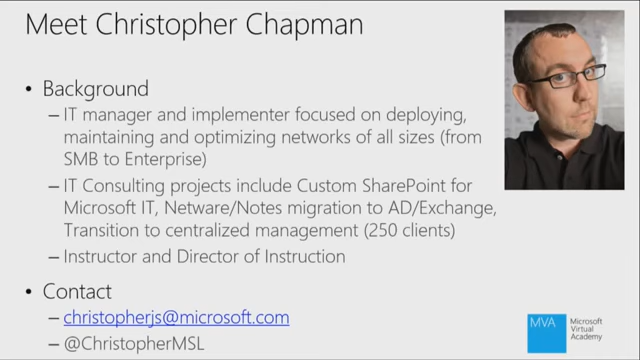 Meet Christopher Chapman
• Background
– IT manager and implementer focused on deploying,
maintaining and optimizing networks of all sizes (from
SMB to Enterprise)
– IT Consulting projects include Custom SharePoint for
Microsoft IT, Netware/Notes migration to AD/Exchange,
Transition to centralized management (250 clients)
– Instructor and Director of Instruction
• Contact
– christopherjs@microsoft.com
– @ChristopherMSL
MVA
Microsoft
Virtual
Academy